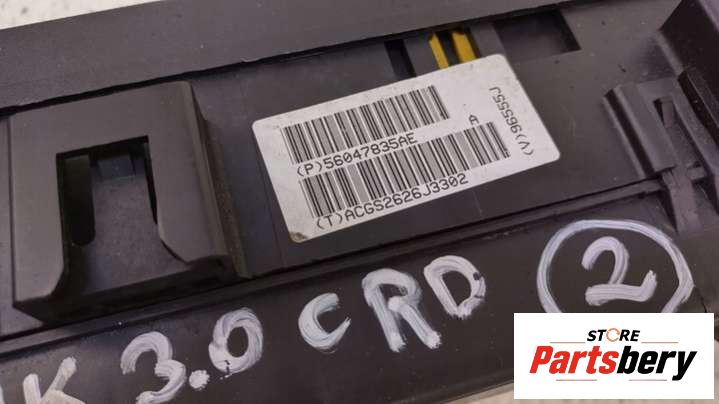 (P)56047835AE
A
(V)96555J
(T)ACGS2626J3302
K 3.0 CRD 2
STORE
Partsbery